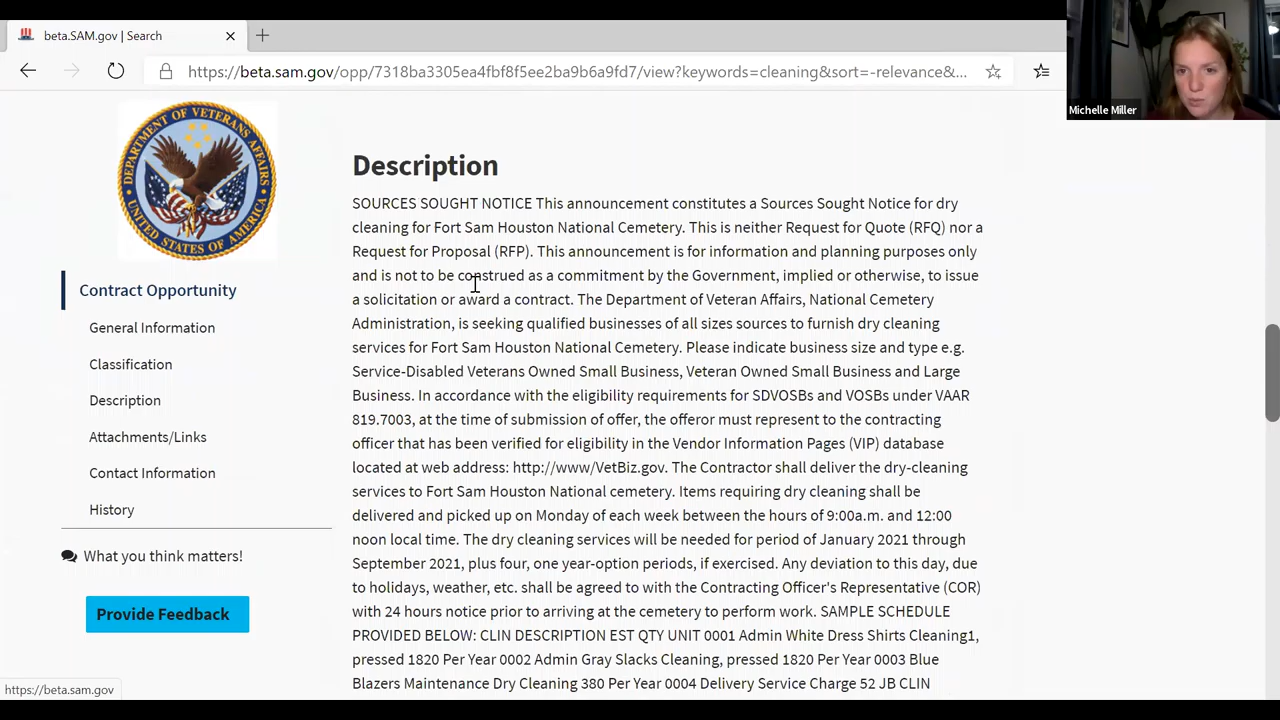 beta.SAM.gov | Search
https://beta.sam.gov/opp/7318ba3305ea4fbf8f5ee2ba9b6a9fd7/view?keywords=cleaning&sort=-relevance&...
Michelle Miller
DEPARTMENT OF VETERANS AFFAIRS
UNITED STATES OF AMERICA
Contract Opportunity
General Information
Classification
Description
Attachments/Links
Contact Information
History
What you think matters!
Provide Feedback
Description
SOURCES SOUGHT NOTICE This announcement constitutes a Sources Sought Notice for dry
cleaning for Fort Sam Houston National Cemetery. This is neither Request for Quote (RFQ) nor a
Request for Proposal (RFP). This announcement is for information and planning purposes only
and is not to be construed as a commitment by the Government, implied or otherwise, to issue
a solicitation or award a contract. The Department of Veteran Affairs, National Cemetery
Administration, is seeking qualified businesses of all sizes sources to furnish dry cleaning
services for Fort Sam Houston National Cemetery. Please indicate business size and type e.g.
Service-Disabled Veterans Owned Small Business, Veteran Owned Small Business and Large
Business. In accordance with the eligibility requirements for SDVOSBs and VOSBs under VAAR
819.7003, at the time of submission of offer, the offeror must represent to the contracting
officer that has been verified for eligibility in the Vendor Information Pages (VIP) database
located at web address: http://www/VetBiz.gov. The Contractor shall deliver the dry-cleaning
services to Fort Sam Houston National cemetery. Items requiring dry cleaning shall be
delivered and picked up on Monday of each week between the hours of 9:00a.m. and 12:00
noon local time. The dry cleaning services will be needed for period of January 2021 through
September 2021, plus four, one year-option periods, if exercised. Any deviation to this day, due
to holidays, weather, etc. shall be agreed to with the Contracting Officer's Representative (COR)
with 24 hours notice prior to arriving at the cemetery to perform work. SAMPLE SCHEDULE
PROVIDED BELOW: CLIN DESCRIPTION EST QTY UNIT 0001 Admin White Dress Shirts Cleaning1,
pressed 1820 Per Year 0002 Admin Gray Slacks Cleaning, pressed 1820 Per Year 0003 Blue
Blazers Maintenance Dry Cleaning 380 Per Year 0004 Delivery Service Charge 52 JB CLIN
https://beta.sam.gov